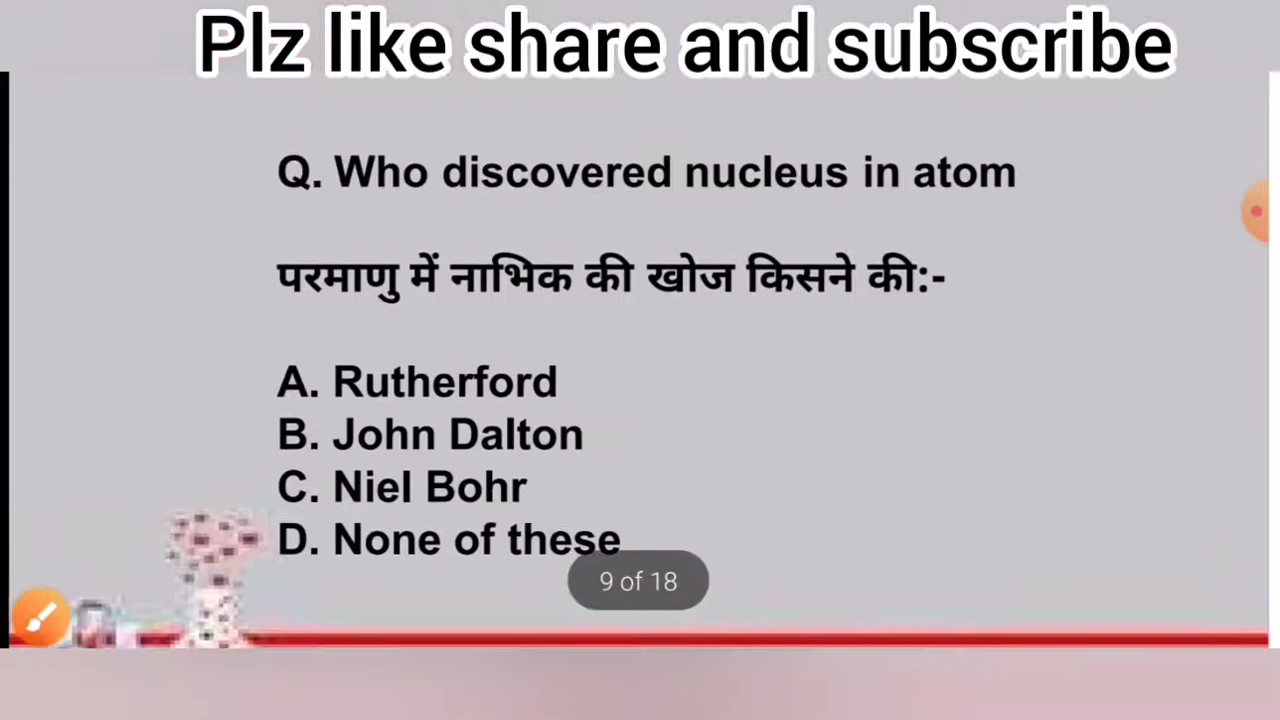 Plz like share and subscribe
Q. Who discovered nucleus in atom
परमाणु में नाभिक की खोज किसने की:-
A. Rutherford
B. John Dalton
C. Niel Bohr
D. None of these
9 of 18